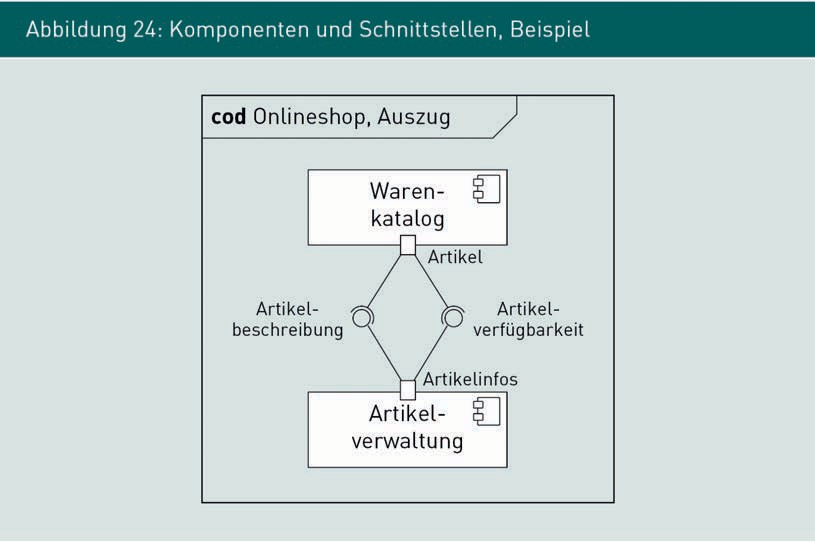 Abbildung 24: Komponenten und Schnittstellen, Beispiel
cod Onlineshop, Auszug
Waren-
katalog
Artikel
Artikel-
beschreibung
Artikel-
verfügbarkeit
Artikelinfos
Artikel-
verwaltung